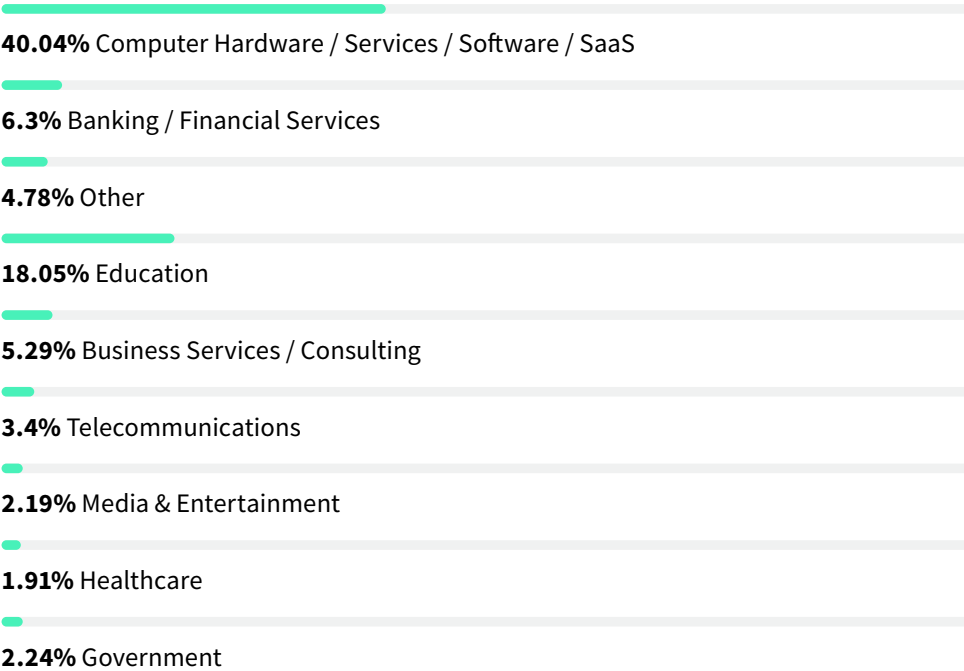 40.04% Computer Hardware / Services / Software / SaaS
6.3% Banking / Financial Services
4.78% Other
18.05% Education
5.29% Business Services / Consulting
3.4% Telecommunications
2.19% Media & Entertainment
1.91% Healthcare
2.24% Government